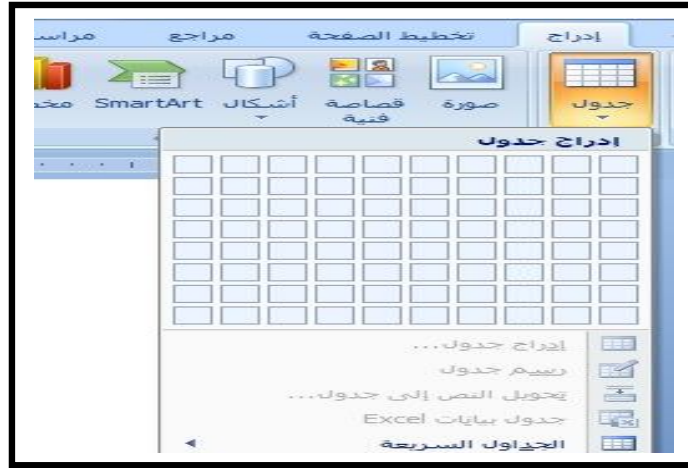 إدراج تخطيط الصفحة مراجع
جدول صورة قصاصة فنية أشكال SmartArt
إدراج جدول
إدراج جدول...
رسم جدول
تحويل النص إلى جدول...
جدول بيانات Excel
الجداول السريعة